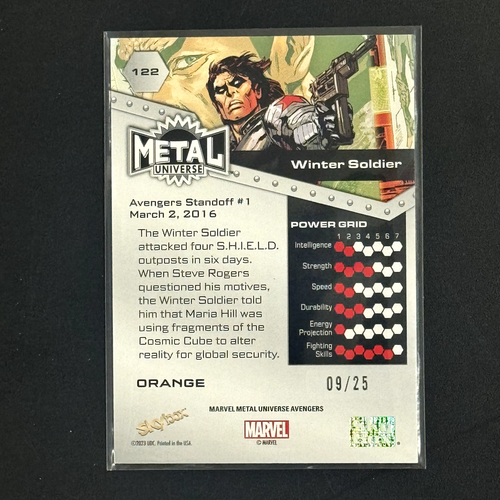 122
METAL
UNIVERSE
Winter Soldier
Avengers Standoff #1
March 2, 2016
The Winter Soldier
attacked four S.H.I.E.L.D.
outposts in six days.
When Steve Rogers
questioned his motives,
the Winter Soldier told
him that Maria Hill was
using fragments of the
Cosmic Cube to alter
reality for global security.
POWER GRID
1 2 3 4 5 6 7
Intelligence
Strength
Speed
Durability
Energy
Projection
Fighting
Skills
ORANGE
09/25
MARVEL METAL UNIVERSE AVENGERS
Skybox
©2023 UDC. Printed in the USA.
MARVEL
© MARVEL